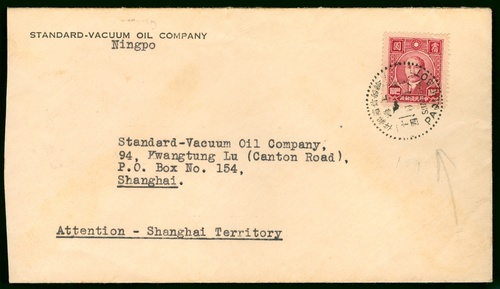 STANDARD-VACUUM OIL COMPANY
Ningpo
Standard-Vacuum Oil Company,
94, Kwangtung Lu (Canton Road),
P.O. Box No. 154,
Shanghai.
Attention - Shanghai Territory